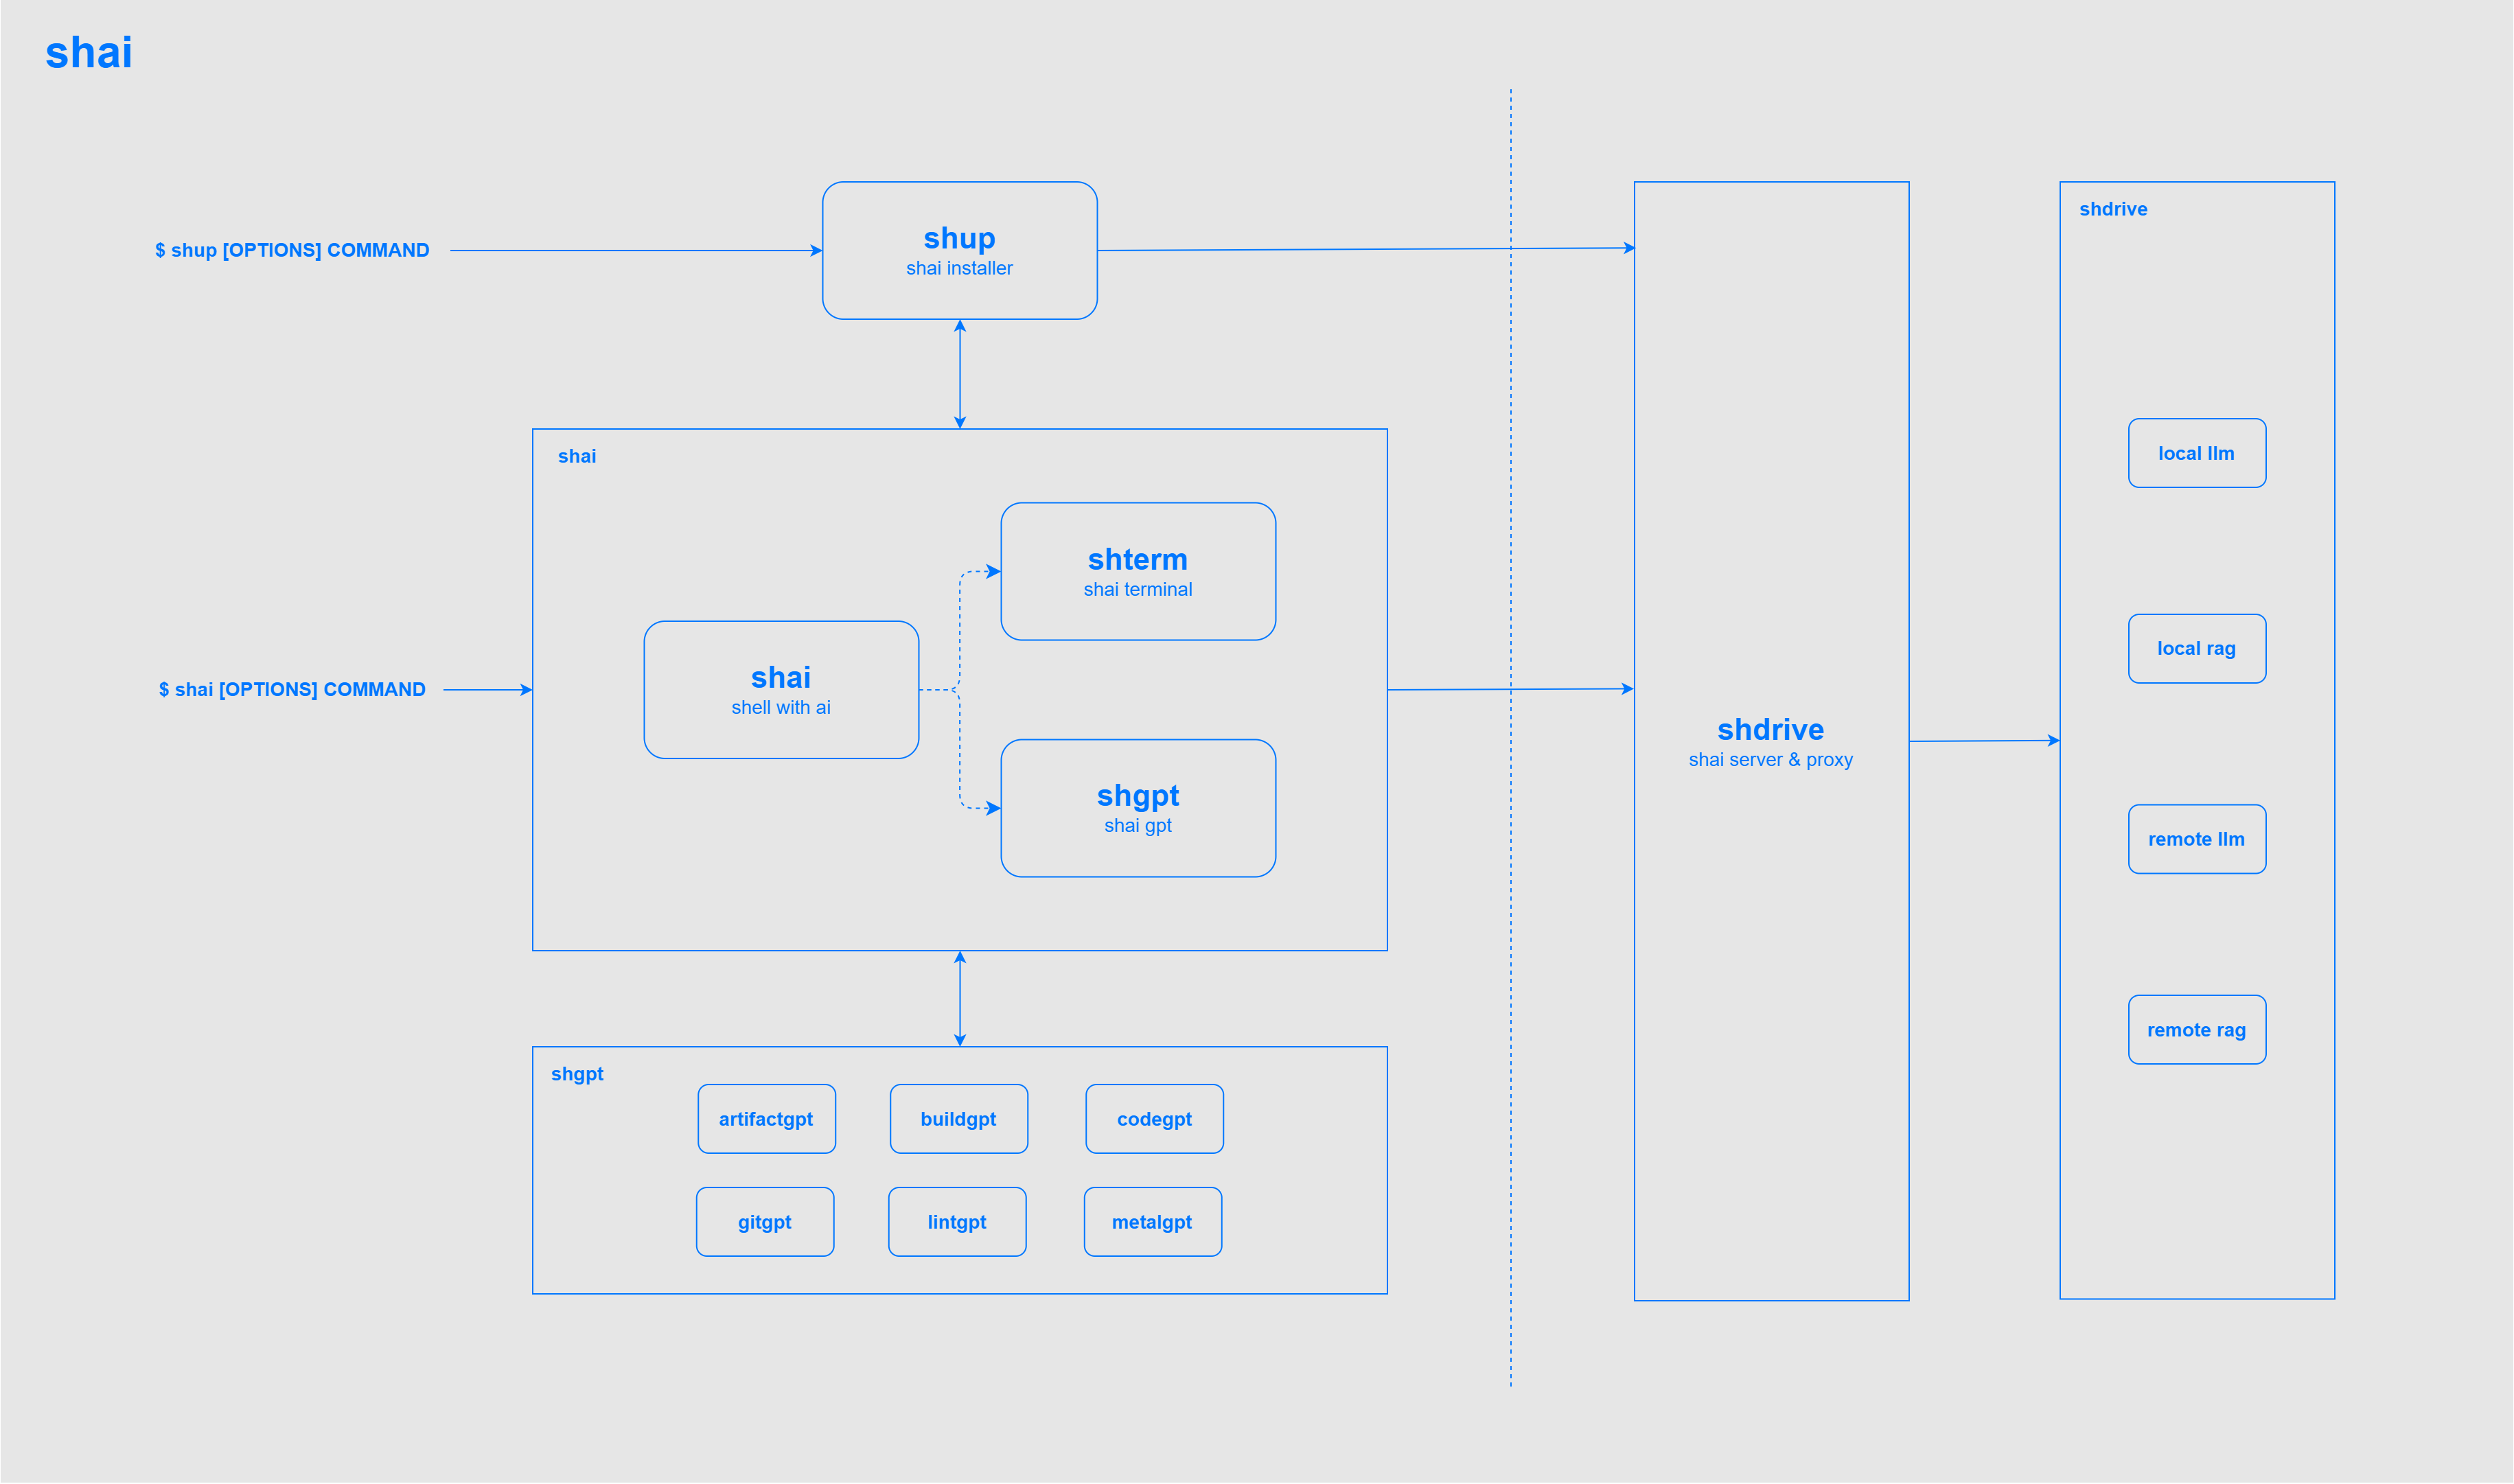 shai
$ shup [OPTIONS] COMMAND
shup
shai installer
$ shai [OPTIONS] COMMAND
shai
shai
shell with ai
shterm
shai terminal
shgpt
shai gpt
shgpt
artifactgpt
buildgpt
codegpt
gitgpt
lintgpt
metalgpt
shdrive
shai server & proxy
shdrive
local llm
local rag
remote llm
remote rag